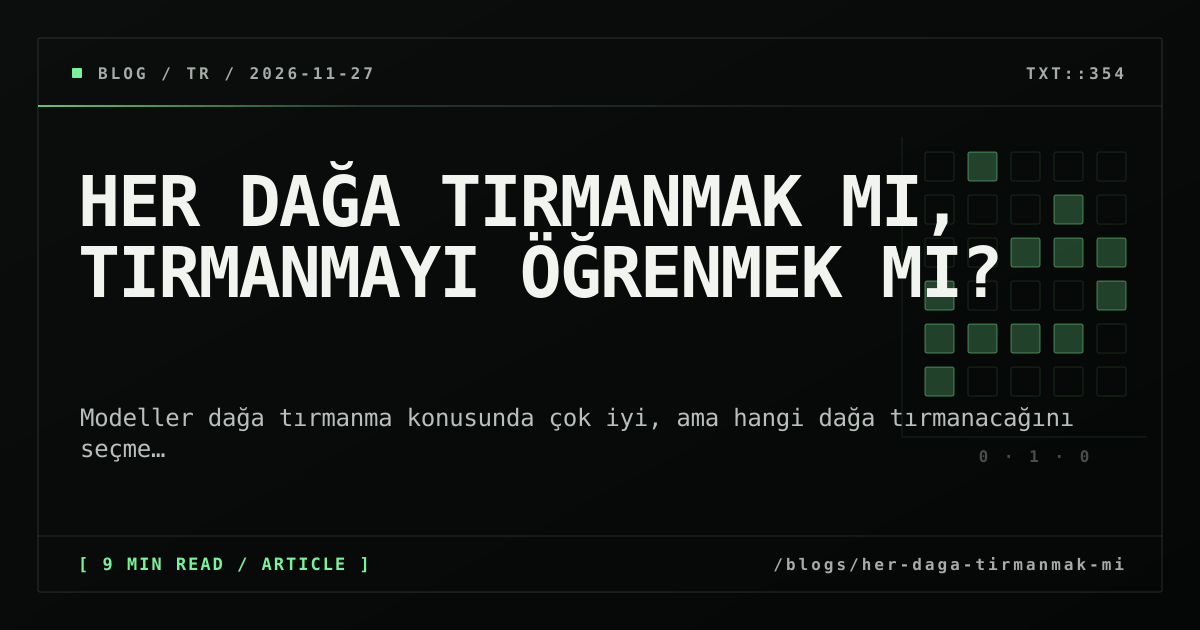 BLOG / TR / 2026-11-27
TXT::354
HER DAĞA TIRMANMAK MI,
TIRMANMAYI ÖĞRENMEK MI?
Modeller dağa tırmanma konusunda çok iyi, ama hangi dağa tırmanacağını
seçme…
0 · 1 · 0
[ 9 MIN READ / ARTICLE ]
/blogs/her-daga-tirmanmak-mi